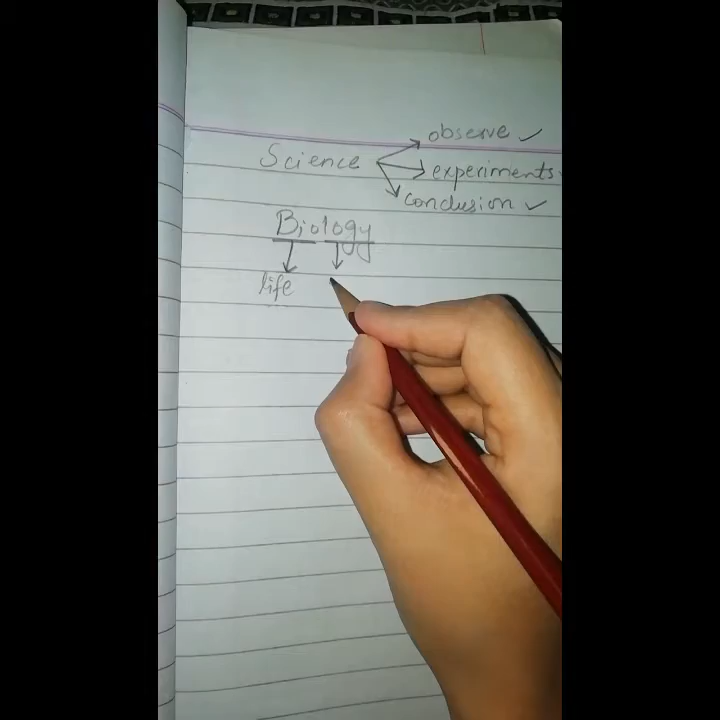 observe ✓
Science experiments
conclusion ✓
Biology
life